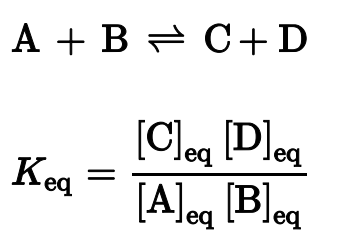 A + B ⇌ C + D
K_eq = [C]_eq [D]_eq / [A]_eq [B]_eq